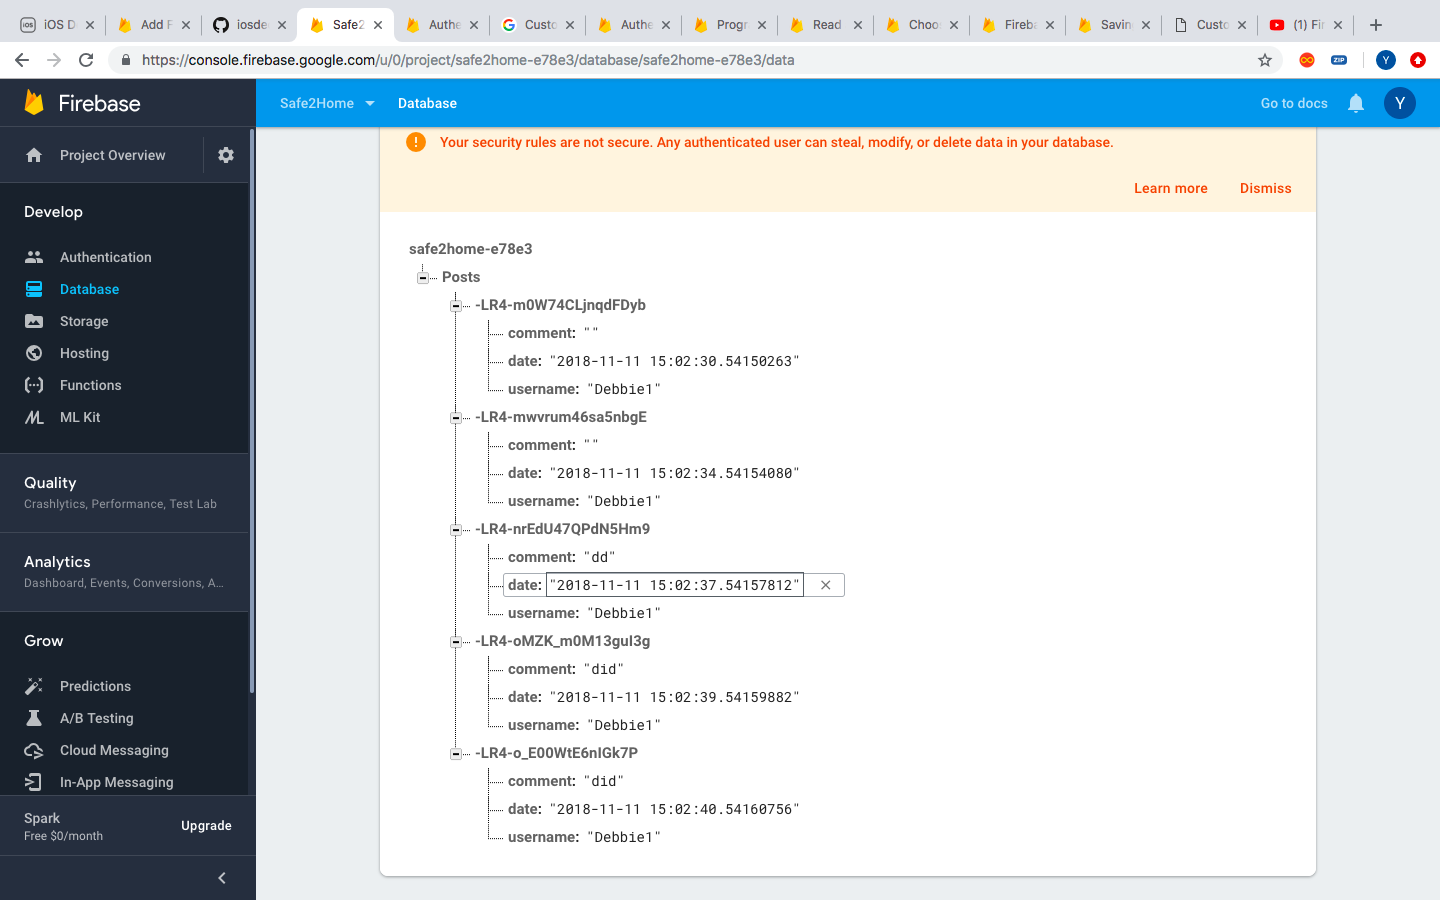 iOS D
Add F
iosde
Safe2
Authe
Custo
Authe
Progr
Read
Choo
Fireb
Savin
Custo
(1) Fir
https://console.firebase.google.com/u/0/project/safe2home-e78e3/database/safe2home-e78e3/data
ZIP
Y
Firebase
Safe2Home
Database
Go to docs
Y
Project Overview
Develop
Authentication
Database
Storage
Hosting
Functions
ML Kit
Quality
Crashlytics, Performance, Test Lab
Analytics
Dashboard, Events, Conversions, A...
Grow
Predictions
A/B Testing
Cloud Messaging
In-App Messaging
Spark
Free $0/month
Upgrade
Your security rules are not secure. Any authenticated user can steal, modify, or delete data in your database.
Learn more
Dismiss
safe2home-e78e3
Posts
-LR4-m0W74CLjnqdFDyb
comment: ""
date: "2018-11-11 15:02:30.54150263"
username: "Debbie1"
-LR4-mwvrum46sa5nbgE
comment: ""
date: "2018-11-11 15:02:34.54154080"
username: "Debbie1"
-LR4-nrEdU47QPdN5Hm9
comment: "dd"
date: "2018-11-11 15:02:37.54157812"
username: "Debbie1"
-LR4-oMZK_m0M13guI3g
comment: "did"
date: "2018-11-11 15:02:39.54159882"
username: "Debbie1"
-LR4-o_E00WtE6nIGk7P
comment: "did"
date: "2018-11-11 15:02:40.54160756"
username: "Debbie1"